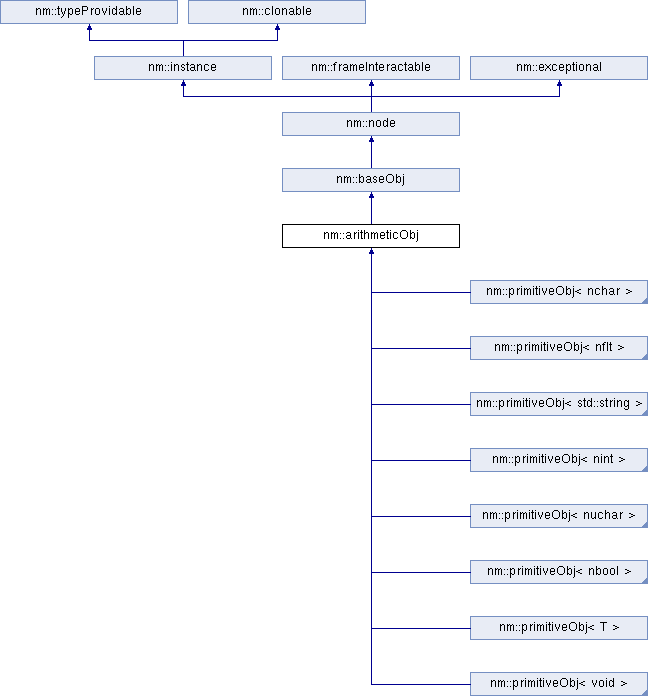 nm::typeProvidable
nm::clonable
nm::instance
nm::frameInteractable
nm::exceptional
nm::node
nm::baseObj
nm::arithmeticObj
nm::primitiveObj< nchar >
nm::primitiveObj< nflt >
nm::primitiveObj< std::string >
nm::primitiveObj< nint >
nm::primitiveObj< nuchar >
nm::primitiveObj< nbool >
nm::primitiveObj< T >
nm::primitiveObj< void >